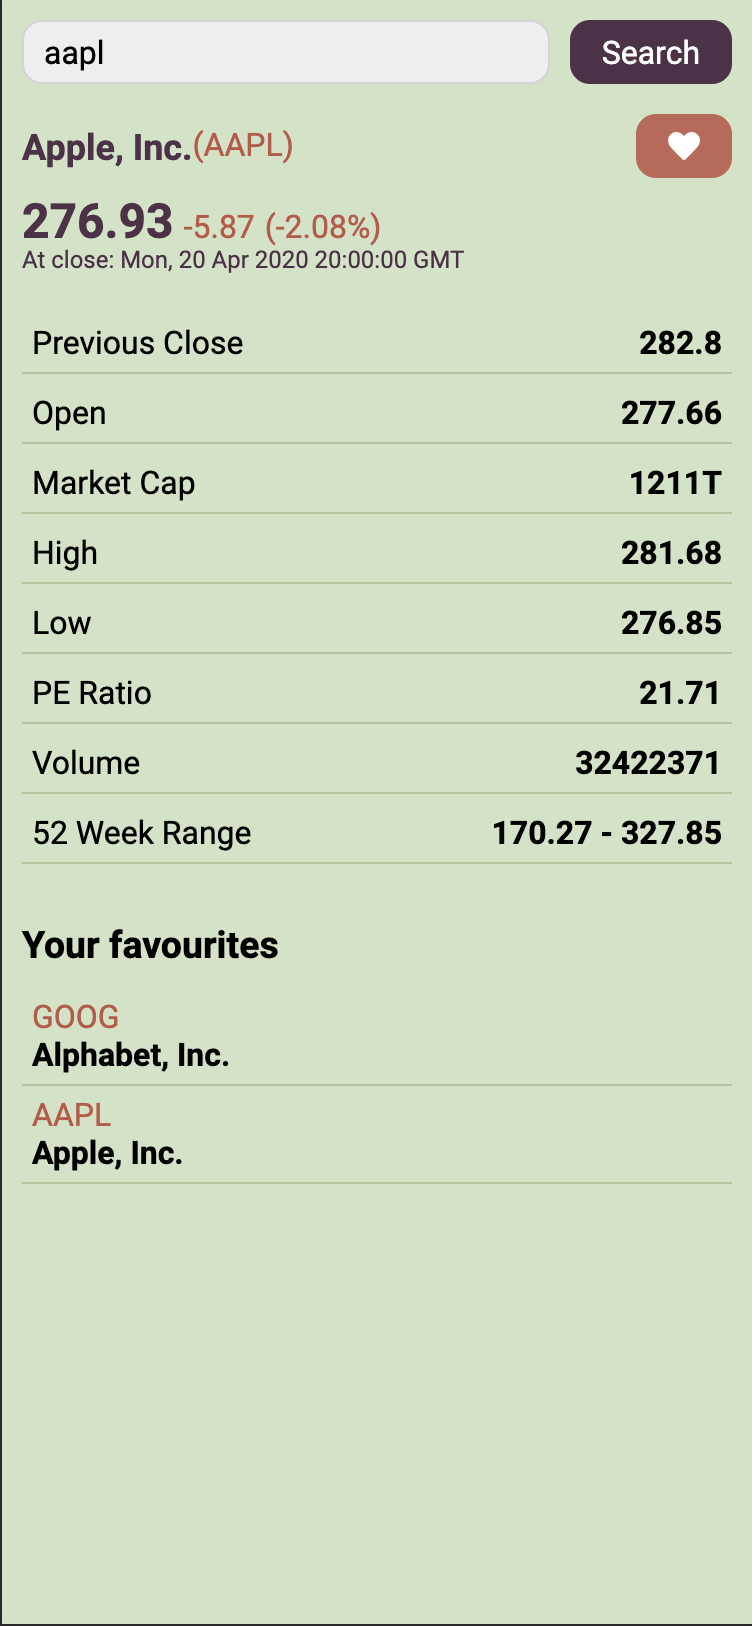 aapl Search
Apple, Inc.(AAPL)
276.93 -5.87 (-2.08%)
At close: Mon, 20 Apr 2020 20:00:00 GMT
Previous Close 282.8
Open 277.66
Market Cap 1211T
High 281.68
Low 276.85
PE Ratio 21.71
Volume 32422371
52 Week Range 170.27 - 327.85
Your favourites
GOOG
Alphabet, Inc.
AAPL
Apple, Inc.